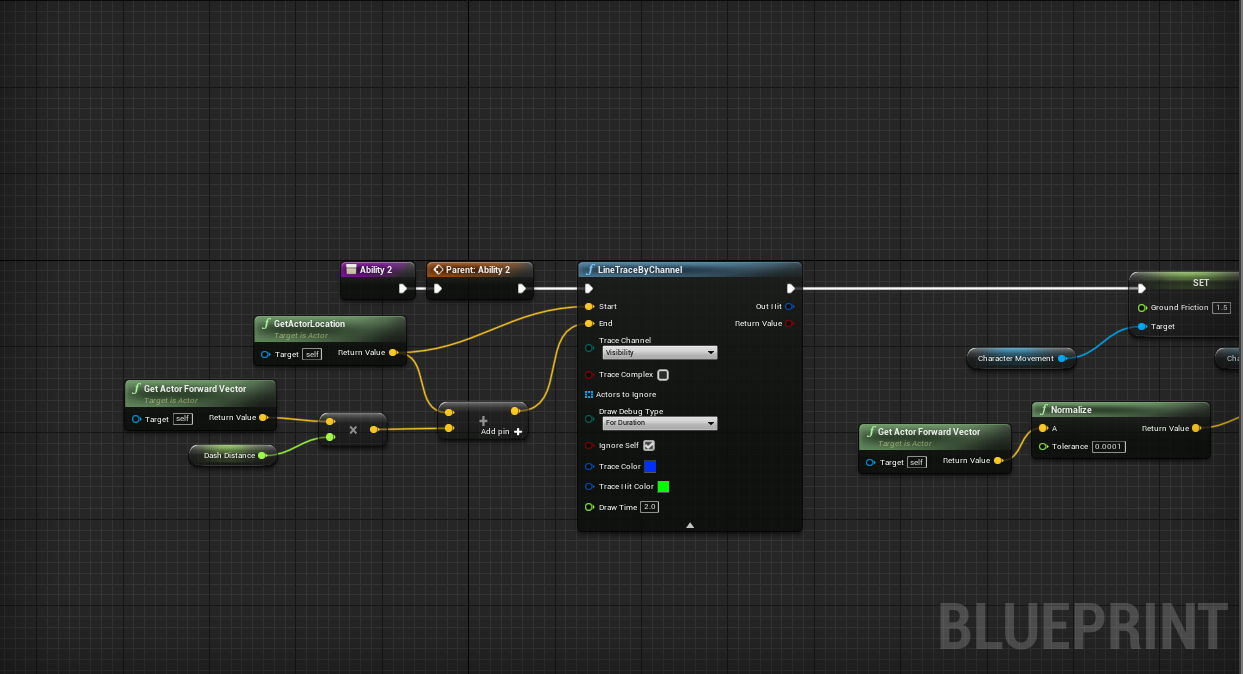 Ability 2
Parent: Ability 2
LineTraceByChannel
Start
Out Hit
End
Return Value
Trace Channel
Visibility
Trace Complex
Actors to Ignore
Draw Debug Type
For Duration
Ignore Self
Trace Color
Trace Hit Color
Draw Time 2.0
GetActorLocation
Target is Actor
Target self
Return Value
Get Actor Forward Vector
Target is Actor
Target self
Return Value
Dash Distance
×
+
Add pin +
SET
Ground Friction 1.5
Target
Character Movement
Cha
Normalize
A
Return Value
Tolerance 0.0001
Get Actor Forward Vector
Target is Actor
Target self
Return Value
BLUEPRINT